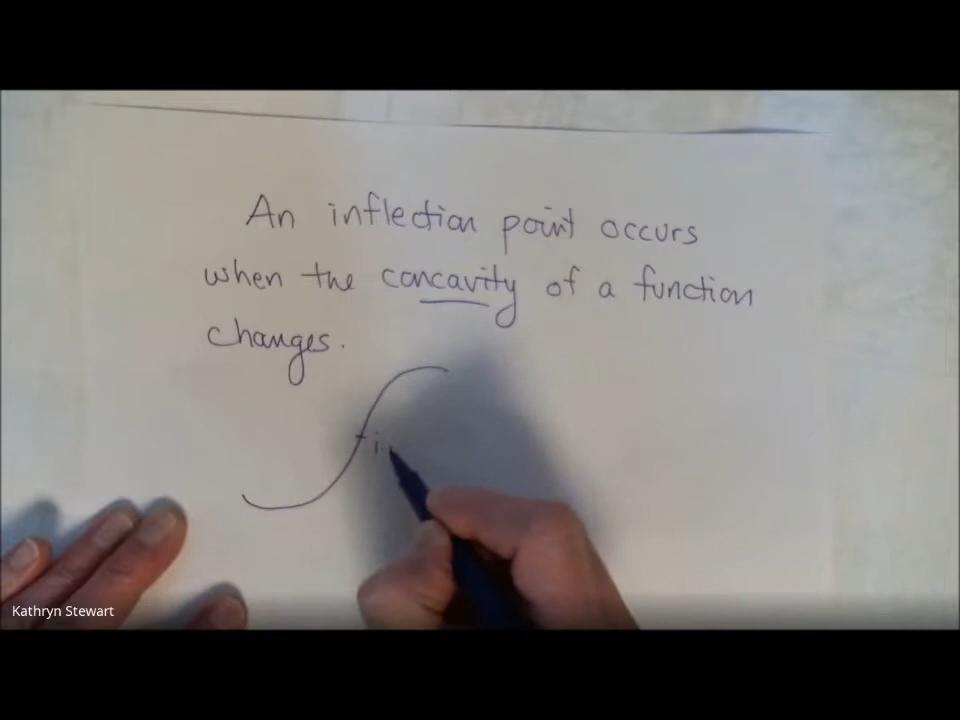 An inflection point occurs
when the concavity of a function
changes.
i.
Kathryn Stewart